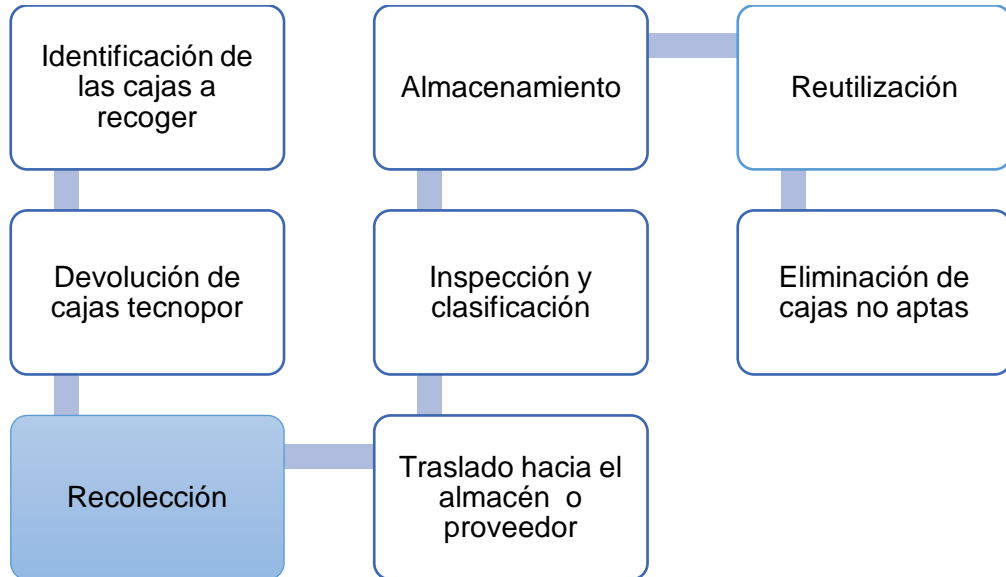 Identificación de
las cajas a
recoger
Devolución de
cajas tecnopor
Recolección
Traslado hacia el
almacén o
proveedor
Inspección y
clasificación
Almacenamiento
Reutilización
Eliminación de
cajas no aptas